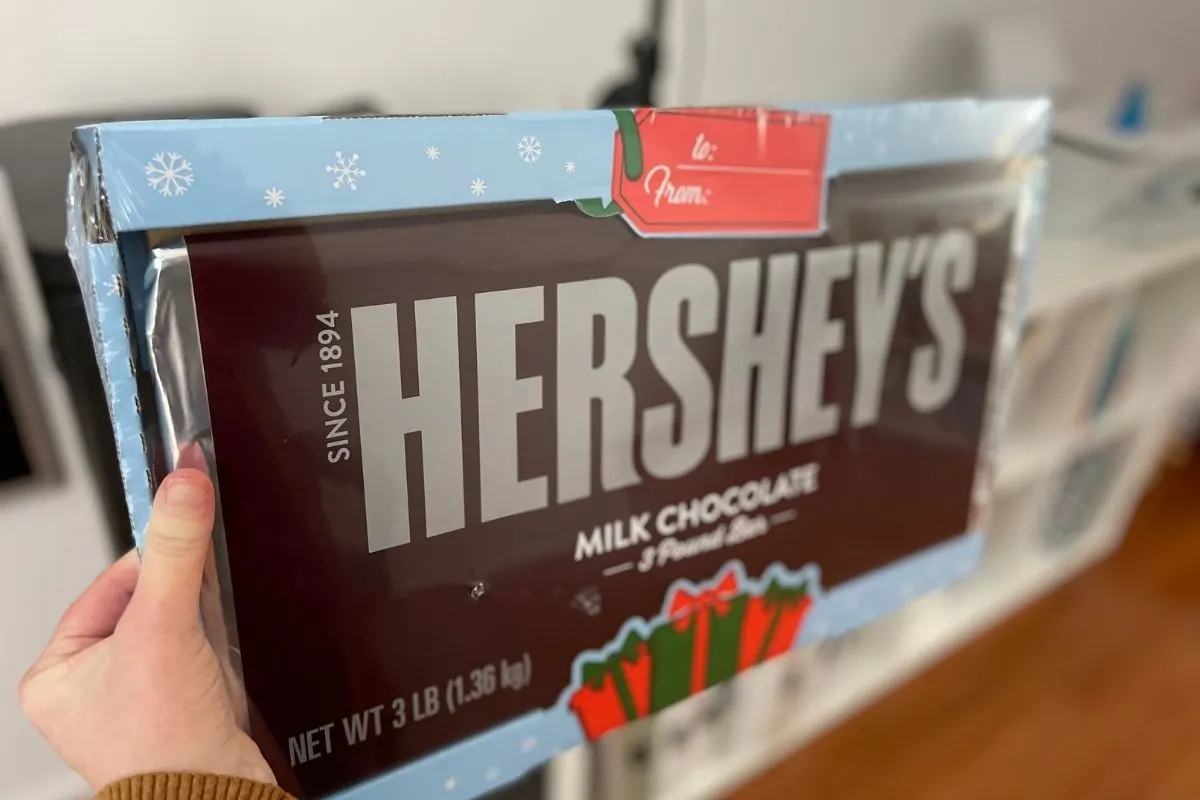 to:
From:
SINCE 1894
HERSHEY'S
MILK CHOCOLATE
3 Pound Bar
NET WT 3 LB (1.36 kg)